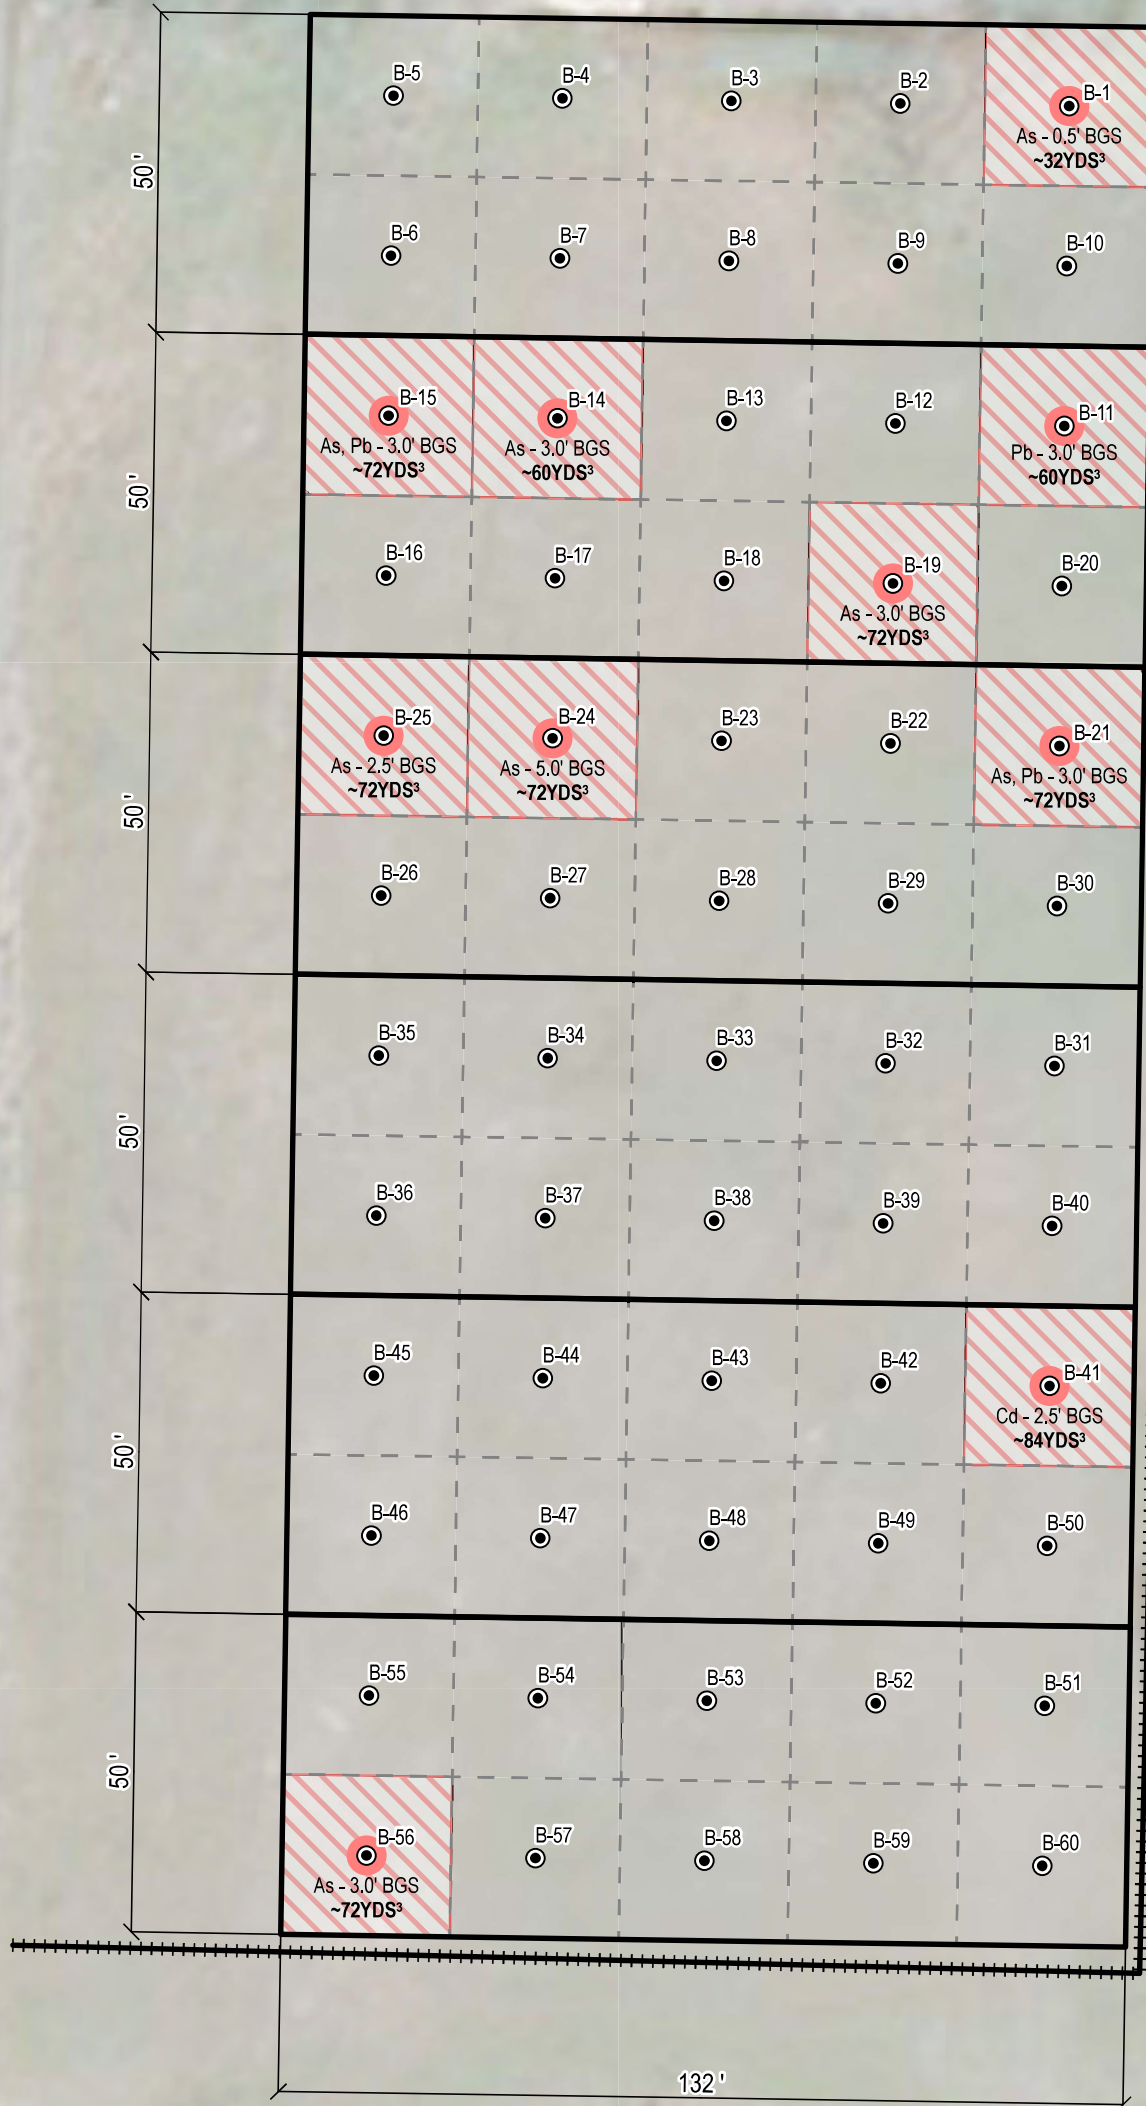 B-5
B-4
B-3
B-2
B-1
As - 0.5' BGS
~32YDS³
50'
B-6
B-7
B-8
B-9
B-10
B-15
As, Pb - 3.0' BGS
~72YDS³
B-14
As - 3.0' BGS
~60YDS³
B-13
B-12
B-11
Pb - 3.0' BGS
~60YDS³
50'
B-16
B-17
B-18
B-19
As - 3.0' BGS
~72YDS³
B-20
B-25
As - 2.5' BGS
~72YDS³
B-24
As - 5.0' BGS
~72YDS³
B-23
B-22
B-21
As, Pb - 3.0' BGS
~72YDS³
50'
B-26
B-27
B-28
B-29
B-30
B-35
B-34
B-33
B-32
B-31
50'
B-36
B-37
B-38
B-39
B-40
B-45
B-44
B-43
B-42
B-41
Cd - 2.5' BGS
~84YDS³
50'
B-46
B-47
B-48
B-49
B-50
B-55
B-54
B-53
B-52
B-51
50'
B-56
As - 3.0' BGS
~72YDS³
B-57
B-58
B-59
B-60
132'